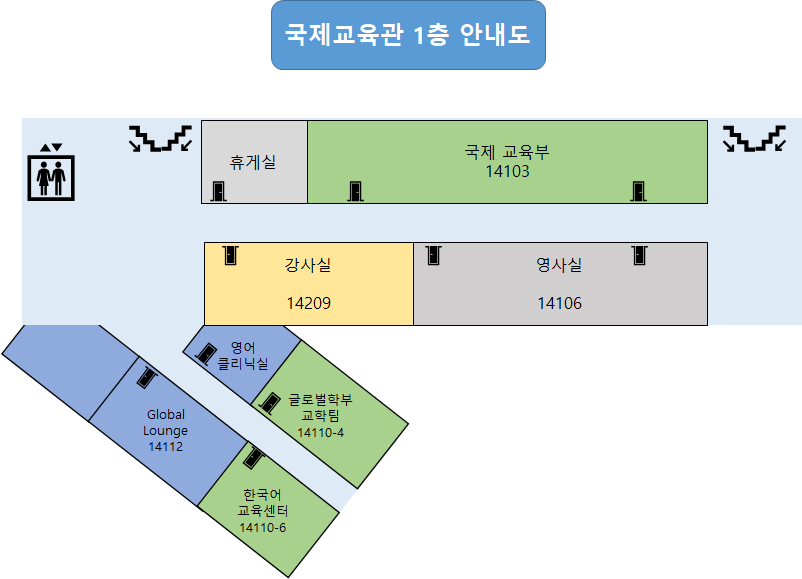 국제교육관 1층 안내도
휴게실
국제 교육부
14103
강사실
14209
영사실
14106
영어
클리닉실
글로벌학부
교학팀
14110-4
Global
Lounge
14112
한국어
교육센터
14110-6